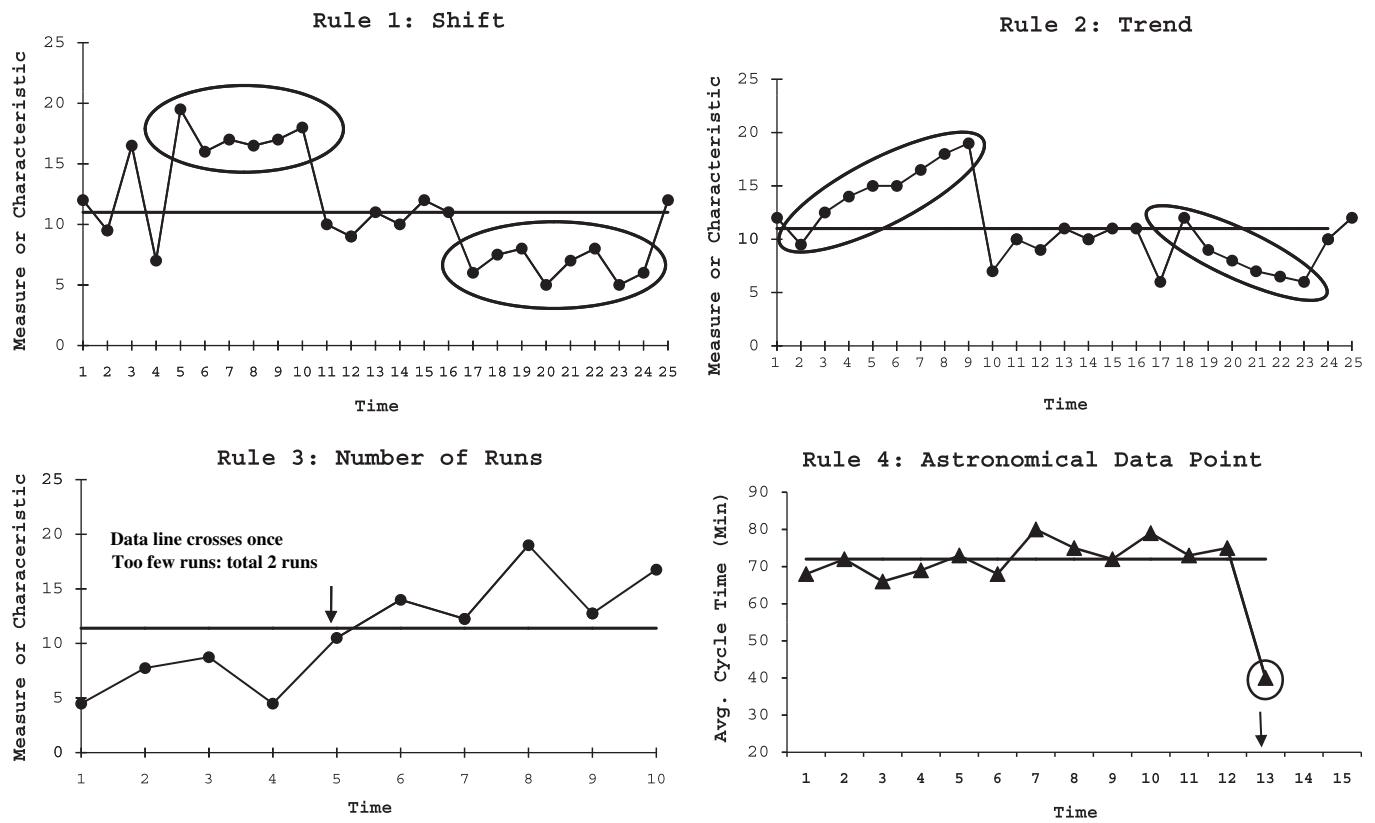 Rule 1: Shift
Measure or Characteristic
25
20
15
10
5
0
1 2 3 4 5 6 7 8 9 10 11 12 13 14 15 16 17 18 19 20 21 22 23 24 25
Time
Rule 2: Trend
Measure or Characteristic
25
20
15
10
5
0
1 2 3 4 5 6 7 8 9 10 11 12 13 14 15 16 17 18 19 20 21 22 23 24 25
Time
Rule 3: Number of Runs
Measure or Characeristic
25
20
15
10
5
0
Data line crosses once
Too few runs: total 2 runs
1 2 3 4 5 6 7 8 9 10
Time
Rule 4: Astronomical Data Point
Avg. Cycle Time (Min)
90
80
70
60
50
40
30
20
1 2 3 4 5 6 7 8 9 10 11 12 13 14 15
Time